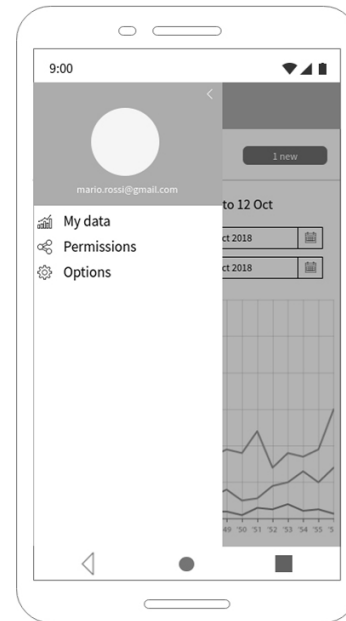 9:00
1 new
mario.rossi@gmail.com
to 12 Oct
My data
ct 2018
Permissions
ct 2018
Options
49 '50 '51 '52 '53 '54 '55 '5